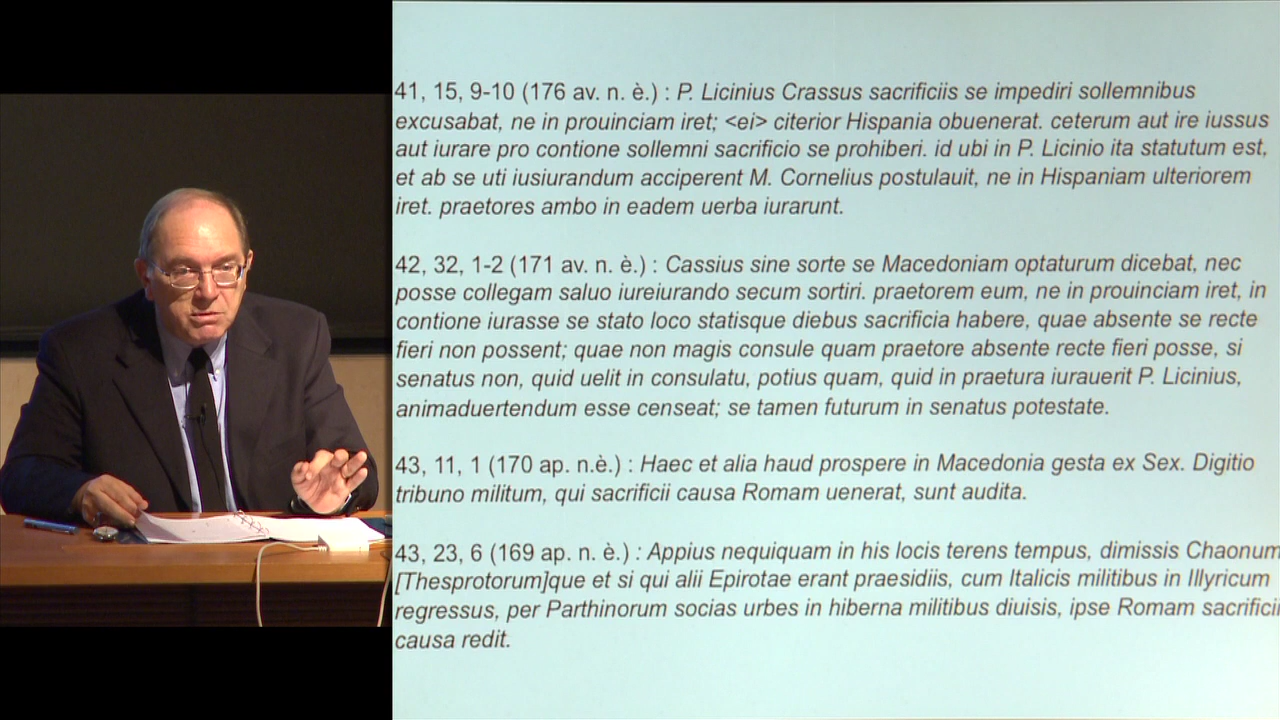 41, 15, 9-10 (176 av. n. è.) : P. Licinius Crassus sacrificiis se impediri sollemnibus
excusabat, ne in prouinciam iret; <ei> citerior Hispania obuenerat. ceterum aut ire iussus
aut iurare pro contione sollemni sacrificio se prohiberi. id ubi in P. Licinio ita statutum est,
et ab se uti iusiurandum acciperent M. Cornelius postulauit, ne in Hispaniam ulteriorem
iret. praetores ambo in eadem uerba iurarunt.
42, 32, 1-2 (171 av. n. è.) : Cassius sine sorte se Macedoniam optaturum dicebat, nec
posse collegam saluo iureiurando secum sortiri. praetorem eum, ne in prouinciam iret, in
contione iurasse se stato loco statisque diebus sacrificia habere, quae absente se recte
fieri non possent; quae non magis consule quam praetore absente recte fieri posse, si
senatus non, quid uelit in consulatu, potius quam, quid in praetura iurauerit P. Licinius,
animaduertendum esse censeat; se tamen futurum in senatus potestate.
43, 11, 1 (170 ap. n.è.) : Haec et alia haud prospere in Macedonia gesta ex Sex. Digitio
tribuno militum, qui sacrificii causa Romam uenerat, sunt audita.
43, 23, 6 (169 ap. n. è.) : Appius nequiquam in his locis terens tempus, dimissis Chaonum
[Thesprotorum]que et si qui alii Epirotae erant praesidiis, cum Italicis militibus in Illyricum
regressus, per Parthinorum socias urbes in hiberna militibus diuisis, ipse Romam sacrificii
causa redit.